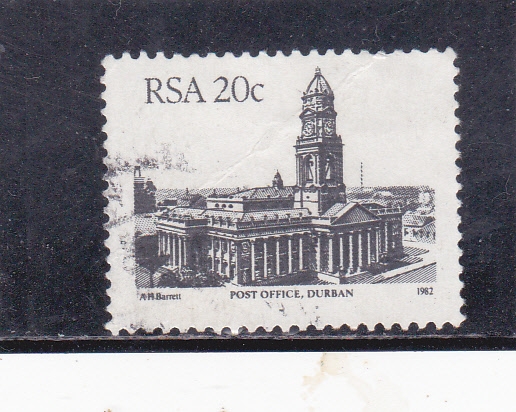 RSA 20c
A H Barrett POST OFFICE, DURBAN 1982